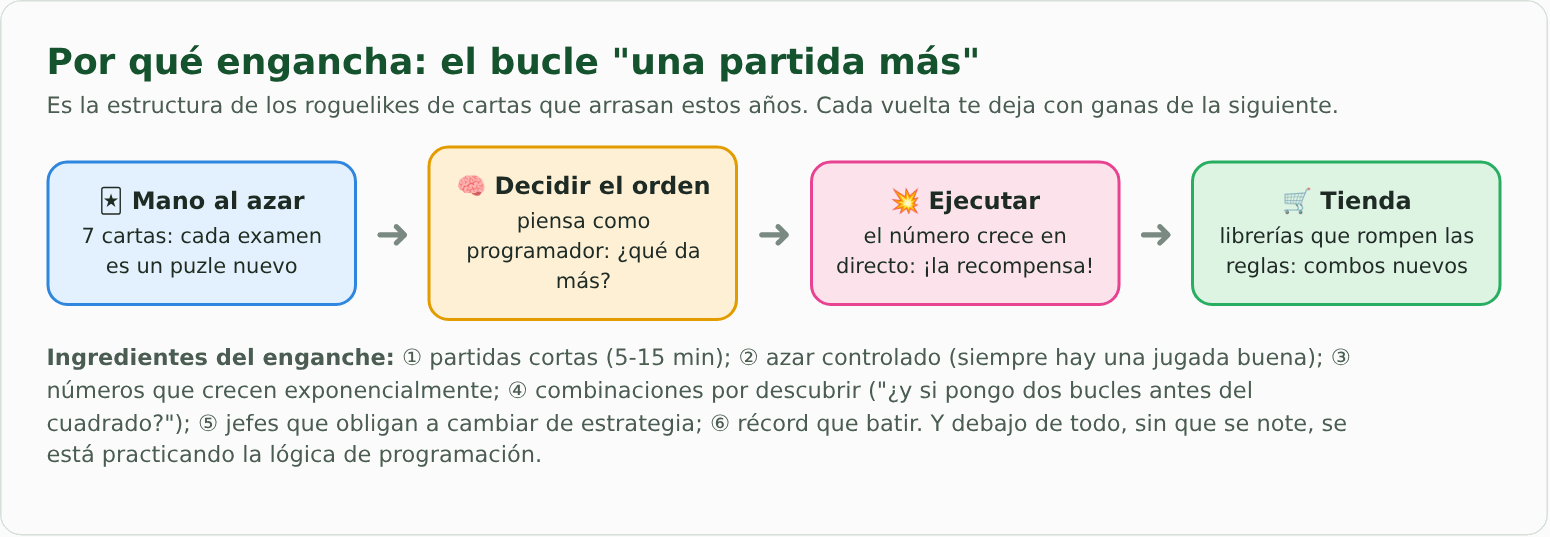 Por qué engancha: el bucle "una partida más"
Es la estructura de los roguelikes de cartas que arrasan estos años. Cada vuelta te deja con ganas de la siguiente.
🃏 Mano al azar
7 cartas: cada examen
es un puzle nuevo
➜
🧠 Decidir el orden
piensa como
programador: ¿qué da
más?
➜
💥 Ejecutar
el número crece en
directo: ¡la recompensa!
➜
🛒 Tienda
librerías que rompen las
reglas: combos nuevos
Ingredientes del enganche: ① partidas cortas (5-15 min); ② azar controlado (siempre hay una jugada buena); ③
números que crecen exponencialmente; ④ combinaciones por descubrir ("¿y si pongo dos bucles antes del
cuadrado?"); ⑤ jefes que obligan a cambiar de estrategia; ⑥ récord que batir. Y debajo de todo, sin que se note, se
está practicando la lógica de programación.